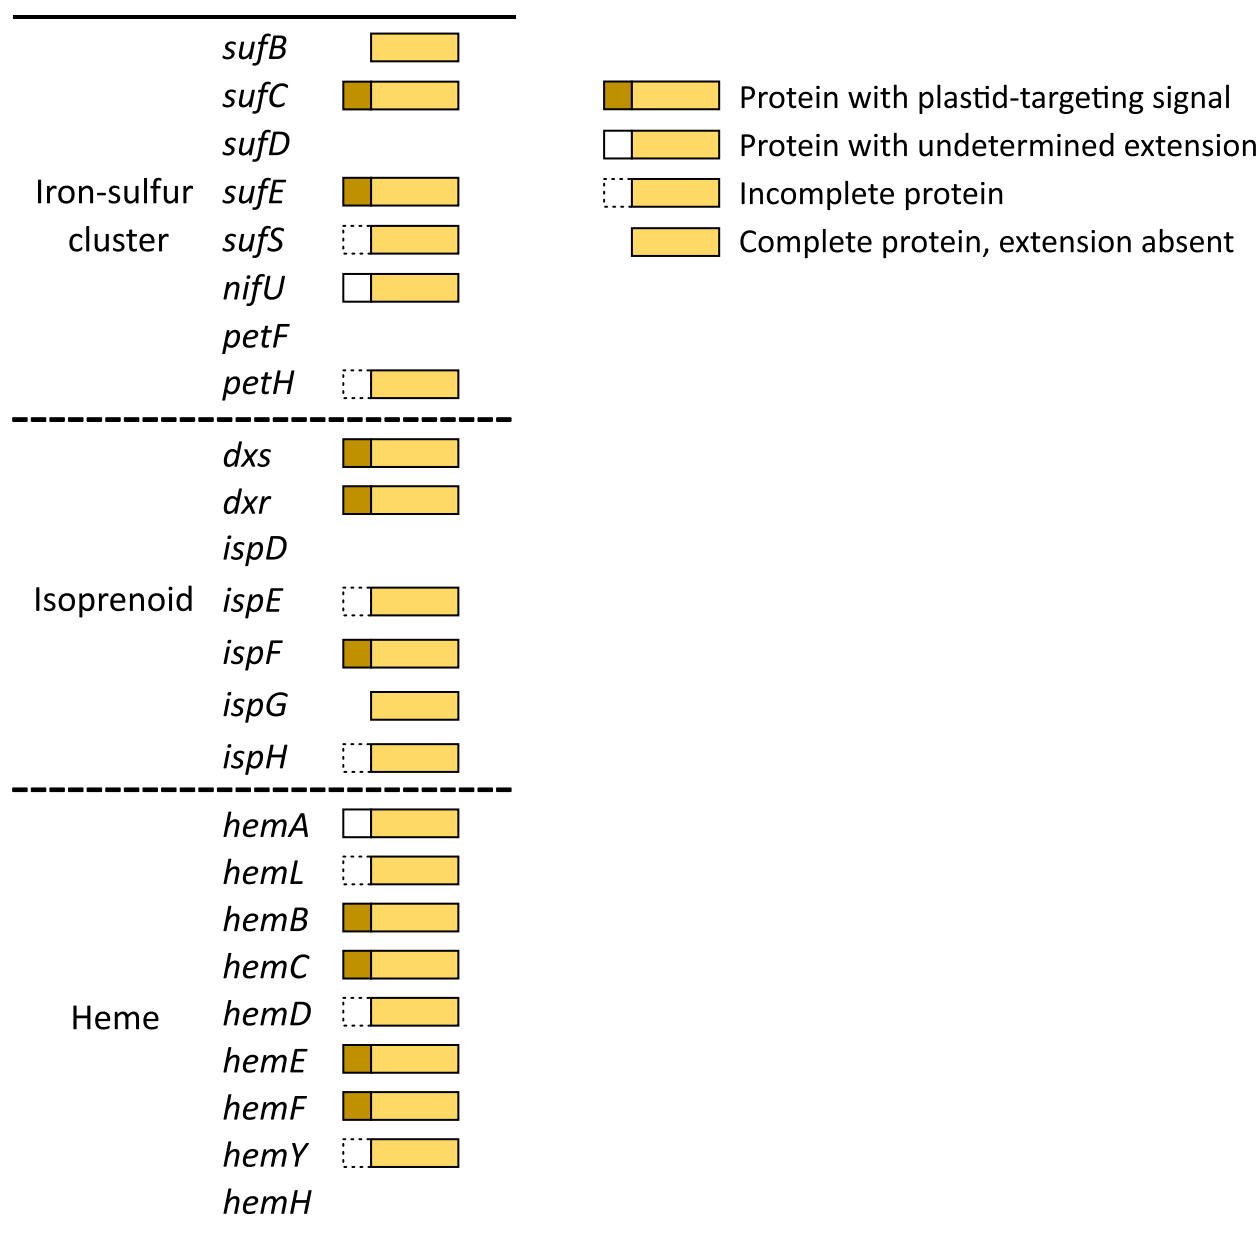 sufB
sufC
sufD
Iron-sulfur
cluster
sufE
sufS
nifU
petF
petH
dxs
dxr
ispD
Isoprenoid
ispE
ispF
ispG
ispH
hemA
hemL
hemB
hemC
Heme
hemD
hemE
hemF
hemY
hemH
Protein with plastid-targeting signal
Protein with undetermined extension
Incomplete protein
Complete protein, extension absent